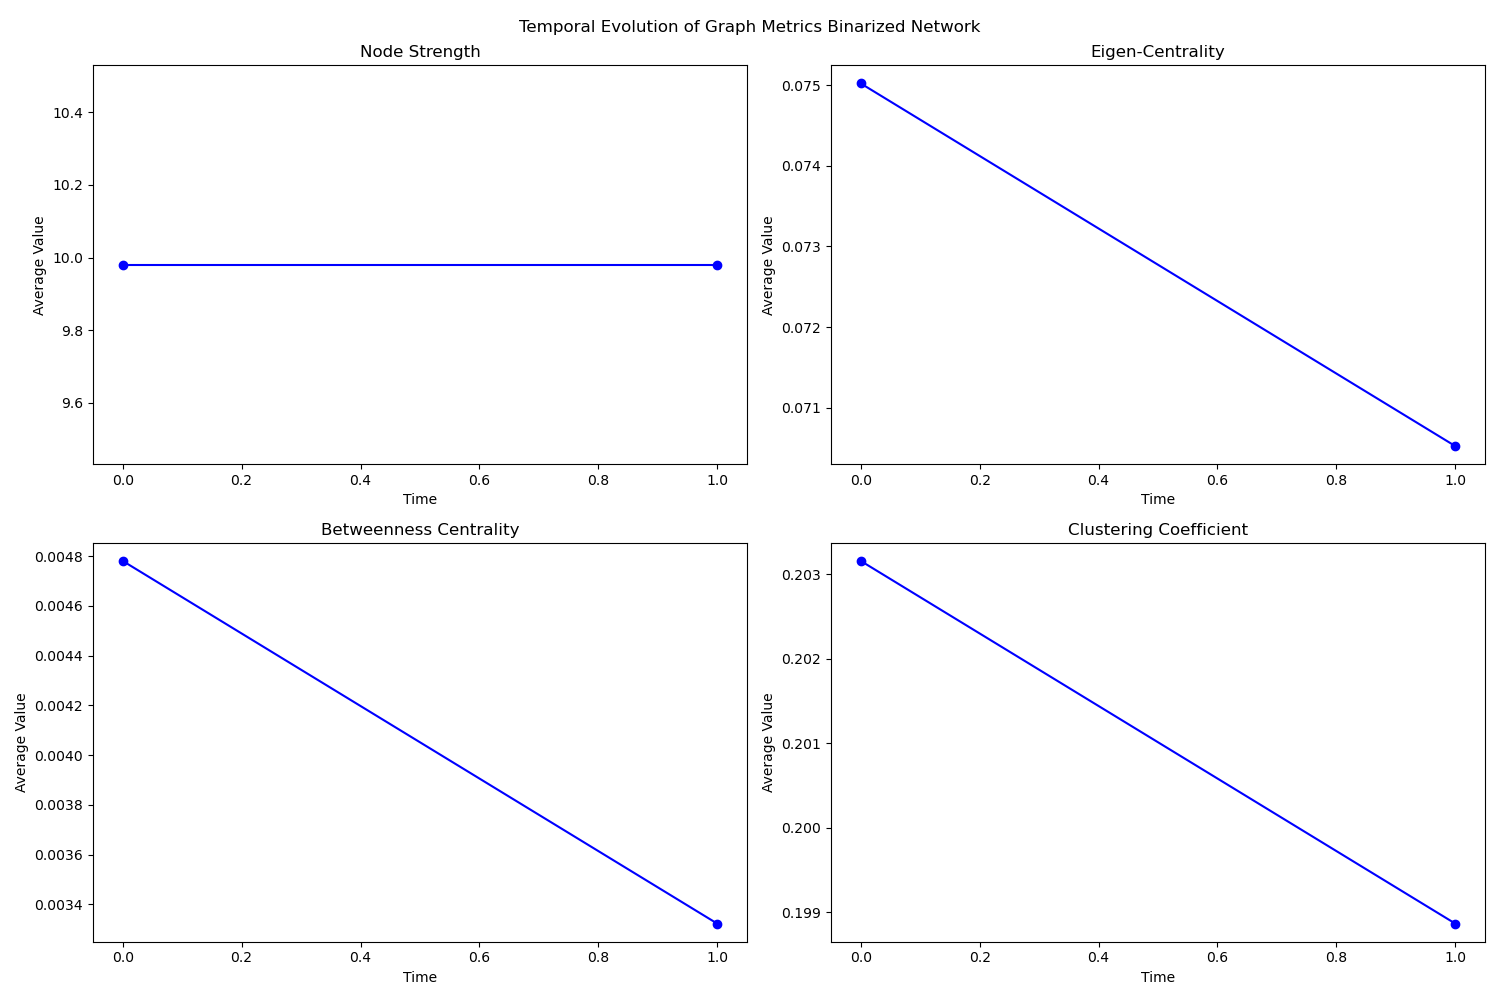 Temporal Evolution of Graph Metrics Binarized Network
Node Strength
10.4
10.2
10.0
9.8
9.6
Average Value
0.0 0.2 0.4 0.6 0.8 1.0
Time
Eigen-Centrality
0.075
0.074
0.073
0.072
0.071
Average Value
0.0 0.2 0.4 0.6 0.8 1.0
Time
Betweenness Centrality
0.0048
0.0046
0.0044
0.0042
0.0040
0.0038
0.0036
0.0034
Average Value
0.0 0.2 0.4 0.6 0.8 1.0
Time
Clustering Coefficient
0.203
0.202
0.201
0.200
0.199
Average Value
0.0 0.2 0.4 0.6 0.8 1.0
Time